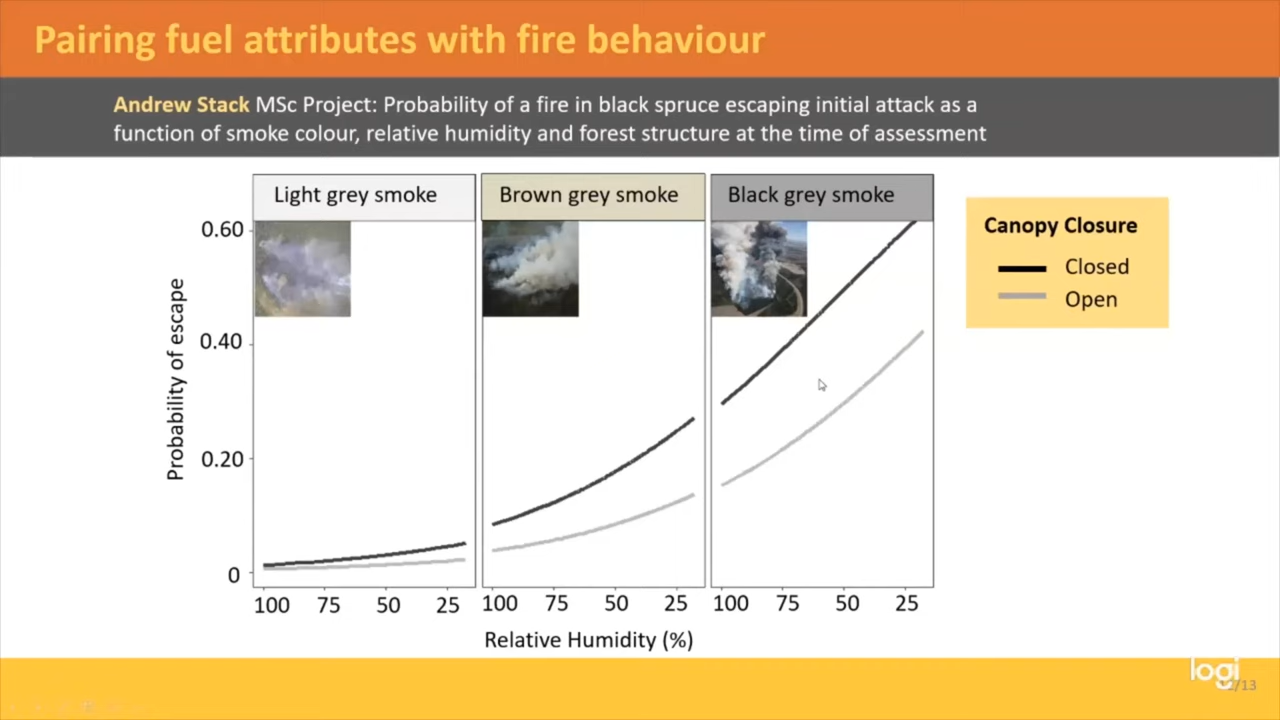 Pairing fuel attributes with fire behaviour
Andrew Stack MSc Project: Probability of a fire in black spruce escaping initial attack as a
function of smoke colour, relative humidity and forest structure at the time of assessment
Light grey smoke
Brown grey smoke
Black grey smoke
Canopy Closure
Closed
Open
Probability of escape
0.60
0.40
0.20
0
100 75 50 25
100 75 50 25
100 75 50 25
Relative Humidity (%)
logi
12/13